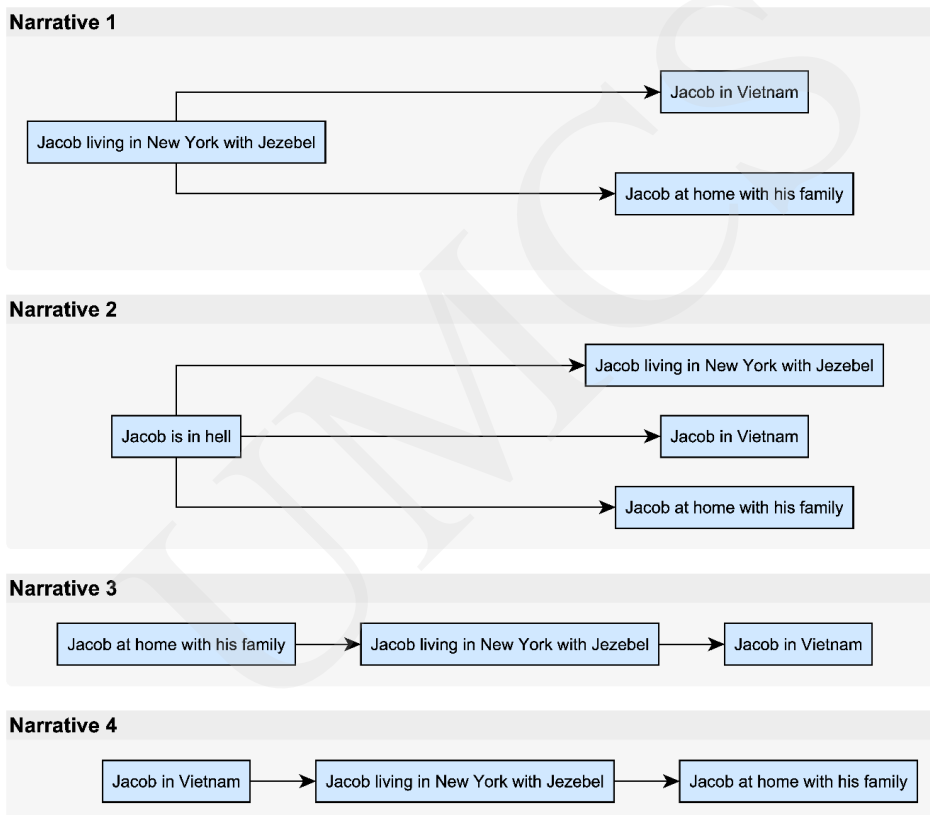 Narrative 1
Jacob in Vietnam
Jacob living in New York with Jezebel
Jacob at home with his family
Narrative 2
Jacob living in New York with Jezebel
Jacob is in hell
Jacob in Vietnam
Jacob at home with his family
Narrative 3
Jacob at home with his family
Jacob living in New York with Jezebel
Jacob in Vietnam
Narrative 4
Jacob in Vietnam
Jacob living in New York with Jezebel
Jacob at home with his family
UMCS